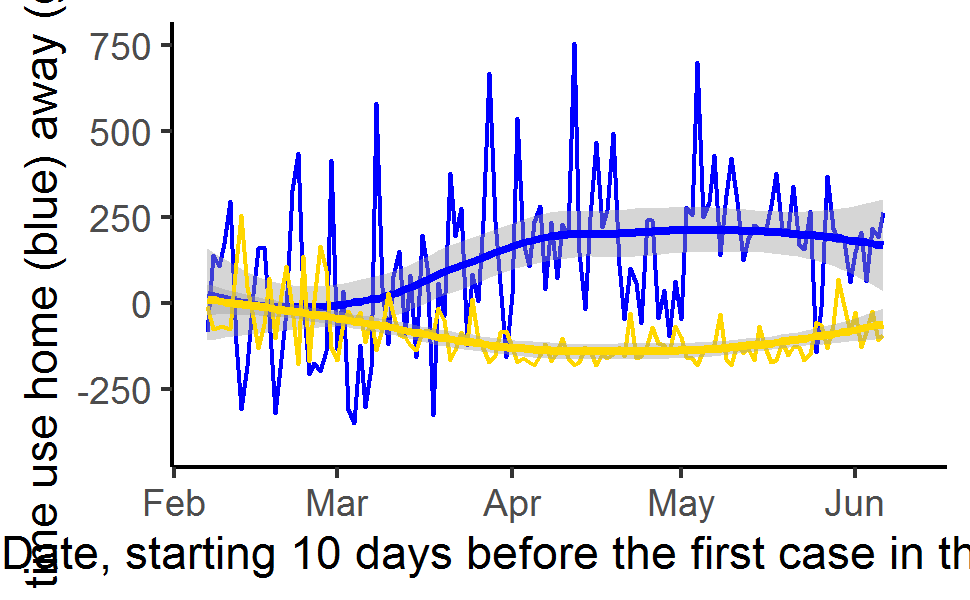 time use home (blue) away (
750
500
250
0
-250
Feb Mar Apr May Jun
Date, starting 10 days before the first case in th